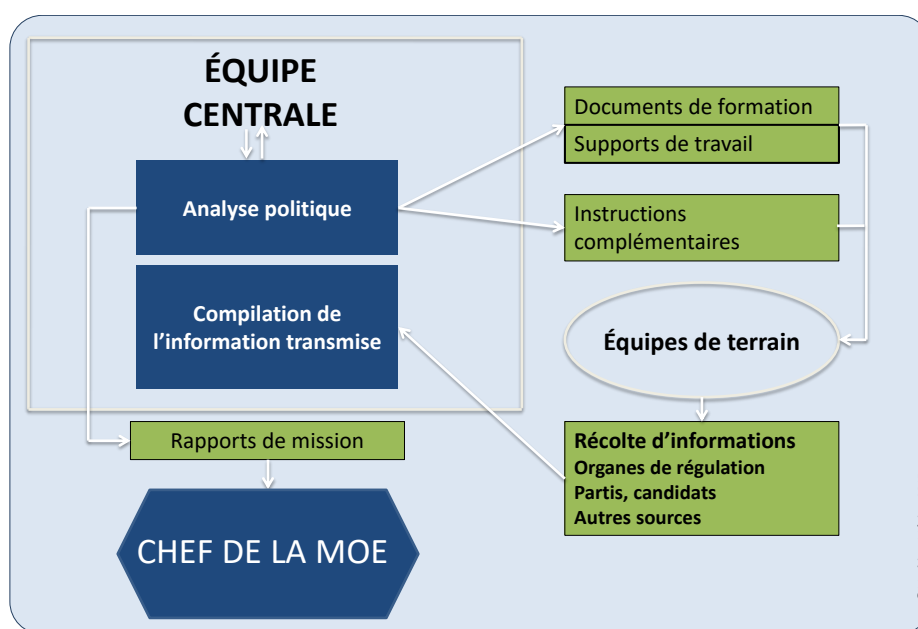 ÉQUIPE
CENTRALE
Analyse politique
Compilation de
l’information transmise
Documents de formation
Supports de travail
Instructions
complémentaires
Équipes de terrain
Récolte d’informations
Organes de régulation
Partis, candidats
Autres sources
Rapports de mission
CHEF DE LA MOE